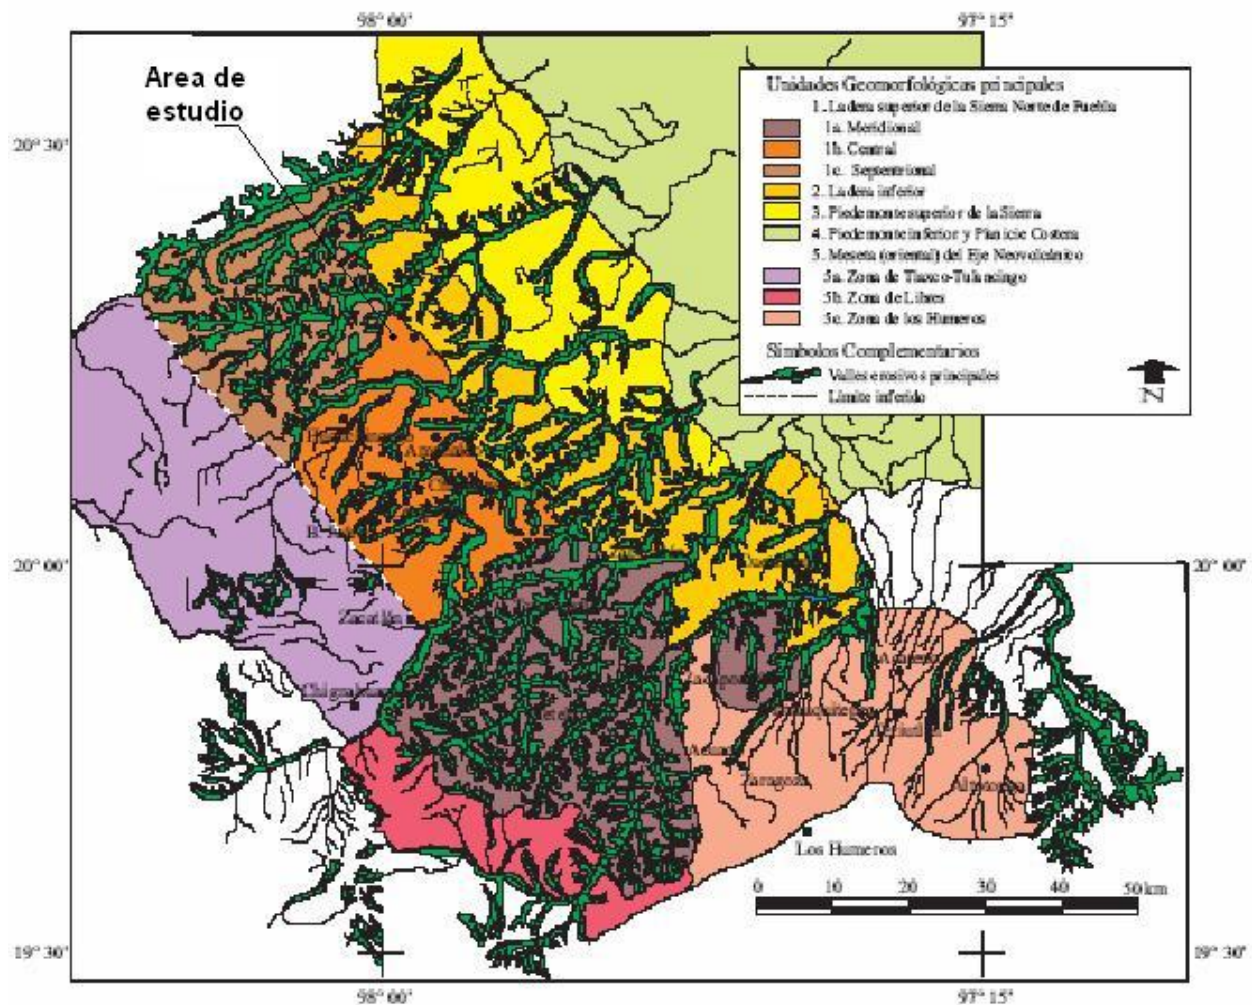 98° 00'
97° 15'
Area de
estudio
20° 30'
Unidades Geomorfológicas principales
1. Ladera superior de la Sierra Norte de Puebla
1a. Meridional
1b. Central
1c. Septentrional
2. Ladera inferior
3. Piedemonte superior de la Sierra
4. Piedemonte inferior y Planicie Costera
5. Meseta (oriental) del Eje Neovolcánico
5a. Zona de Tlaxco-Tulancingo
5b. Zona de Libres
5c. Zona de los Humeros
Símbolos Complementarios
Valles erosivos principales
Límite inferido
N
20° 00'
20° 00'
Zacatlán
Zaragoza
Los Humeros
0 10 20 30 40 50 km
19° 30'
19° 30'
98° 00'
97° 15'